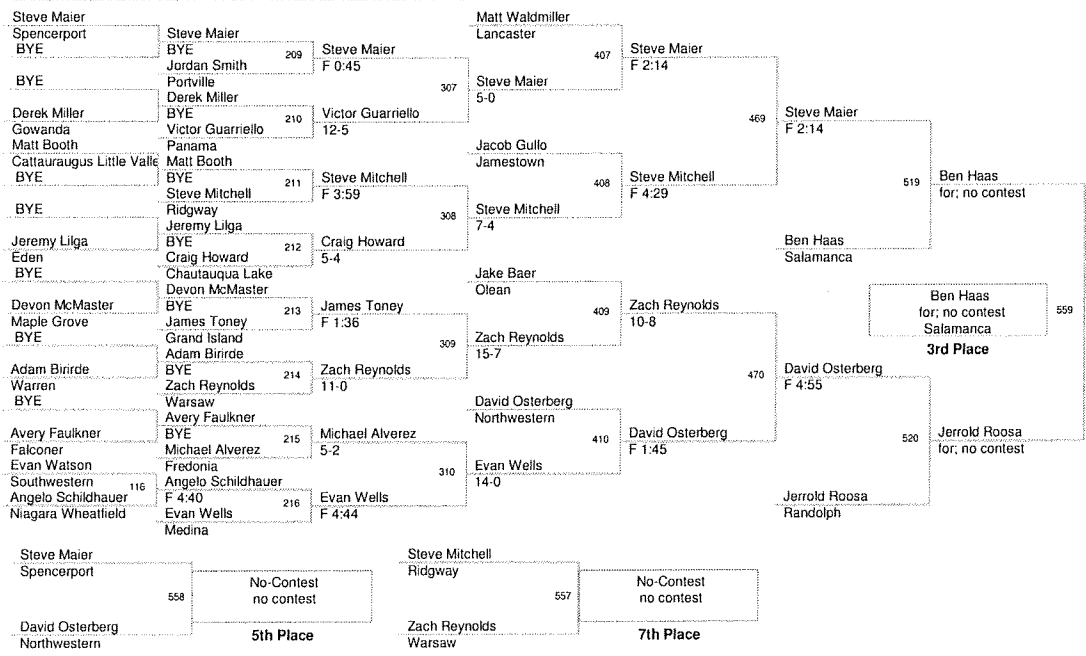 Steve Maier
Spencerport
BYE
BYE
Derek Miller
Gowanda
Matt Booth
Cattauraugus Little Valle
BYE
BYE
Jeremy Lilga
Eden
BYE
Devon McMaster
Maple Grove
BYE
Adam Birirde
Warren
BYE
Avery Faulkner
Falconer
Evan Watson
Southwestern
116
Angelo Schildhauer
Niagara Wheatfield
Steve Maier
BYE
209
Jordan Smith
Portville
Derek Miller
BYE
210
Victor Guarriello
Panama
Matt Booth
BYE
211
Steve Mitchell
Ridgway
Jeremy Lilga
BYE
212
Craig Howard
Chautauqua Lake
Devon McMaster
BYE
213
James Toney
Grand Island
Adam Birirde
BYE
214
Zach Reynolds
Warsaw
Avery Faulkner
BYE
215
Michael Alverez
Fredonia
Angelo Schildhauer
F 4:40
216
Evan Wells
Medina
Steve Maier
F 0:45
307
Victor Guarriello
12-5
Steve Mitchell
F 3:59
308
Craig Howard
5-4
James Toney
F 1:36
309
Zach Reynolds
11-0
Michael Alverez
5-2
310
Evan Wells
F 4:44
Matt Waldmiller
Lancaster
407
Steve Maier
5-0
Jacob Gullo
Jamestown
408
Steve Mitchell
7-4
Jake Baer
Olean
409
Zach Reynolds
15-7
David Osterberg
Northwestern
410
Evan Wells
14-0
Steve Maier
F 2:14
469
Steve Mitchell
F 4:29
Zach Reynolds
10-8
470
David Osterberg
F 1:45
Steve Maier
F 2:14
519
Ben Haas
Salamanca
David Osterberg
F 4:55
520
Jerrold Roosa
Randolph
Ben Haas
for; no contest
Ben Haas
for; no contest
Salamanca
559
3rd Place
Jerrold Roosa
for; no contest
Steve Maier
Spencerport
558
David Osterberg
Northwestern
No-Contest
no contest
5th Place
Steve Mitchell
Ridgway
557
Zach Reynolds
Warsaw
No-Contest
no contest
7th Place